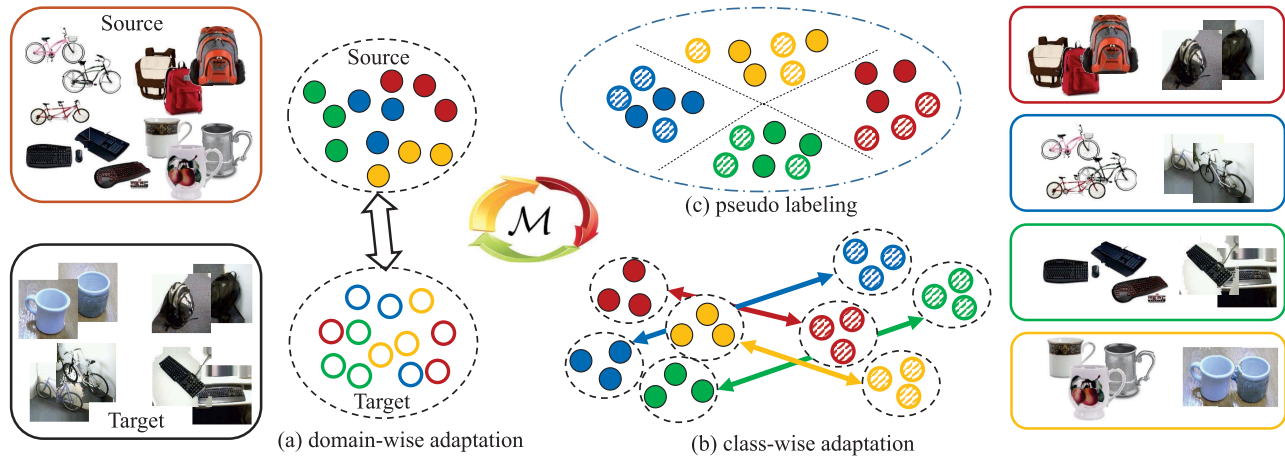 Source
Target
Source
Target
(a) domain-wise adaptation
M
(c) pseudo labeling
(b) class-wise adaptation